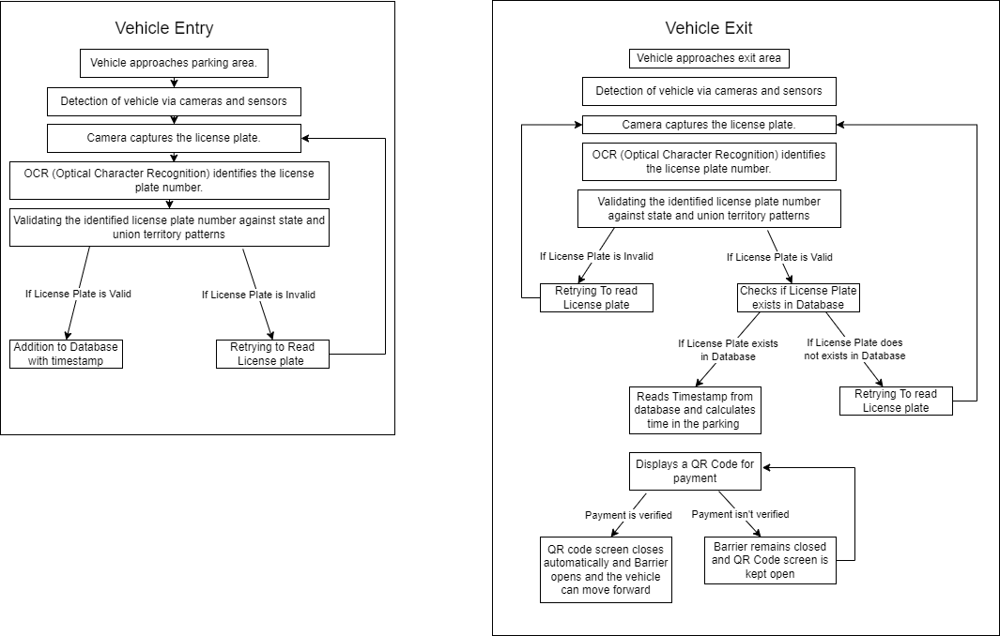 Vehicle Entry
Vehicle approaches parking area.
Detection of vehicle via cameras and sensors
Camera captures the license plate.
OCR (Optical Character Recognition) identifies the license
plate number.
Validating the identified license plate number against state and
union territory patterns
If License Plate is Valid
If License Plate is Invalid
Addition to Database
with timestamp
Retrying to Read
License plate
Vehicle Exit
Vehicle approaches exit area
Detection of vehicle via cameras and sensors
Camera captures the license plate.
OCR (Optical Character Recognition) identifies
the license plate number.
Validating the identified license plate number
against state and union territory patterns
If License Plate is Invalid
If License Plate is Valid
Retrying To read
License plate
Checks if License Plate
exists in Database
If License Plate exists
in Database
If License Plate does
not exists in Database
Reads Timestamp from
database and calculates
time in the parking
Retrying To read
License plate
Displays a QR Code for
payment
Payment is verified
Payment isn't verified
QR code screen closes
automatically and Barrier
opens and the vehicle
can move forward
Barrier remains closed
and QR Code screen is
kept open